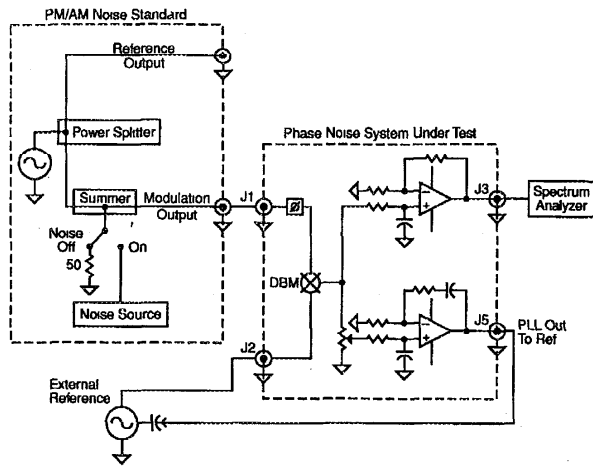 PM/AM Noise Standard
Reference
Output
Power Splitter
Phase Noise System Under Test
Summer
Modulation
Output
J1
J3
Spectrum
Analyzer
Noise
Off
On
50
DBM
Noise Source
J2
J5
PLL Out
To Ref
External
Reference